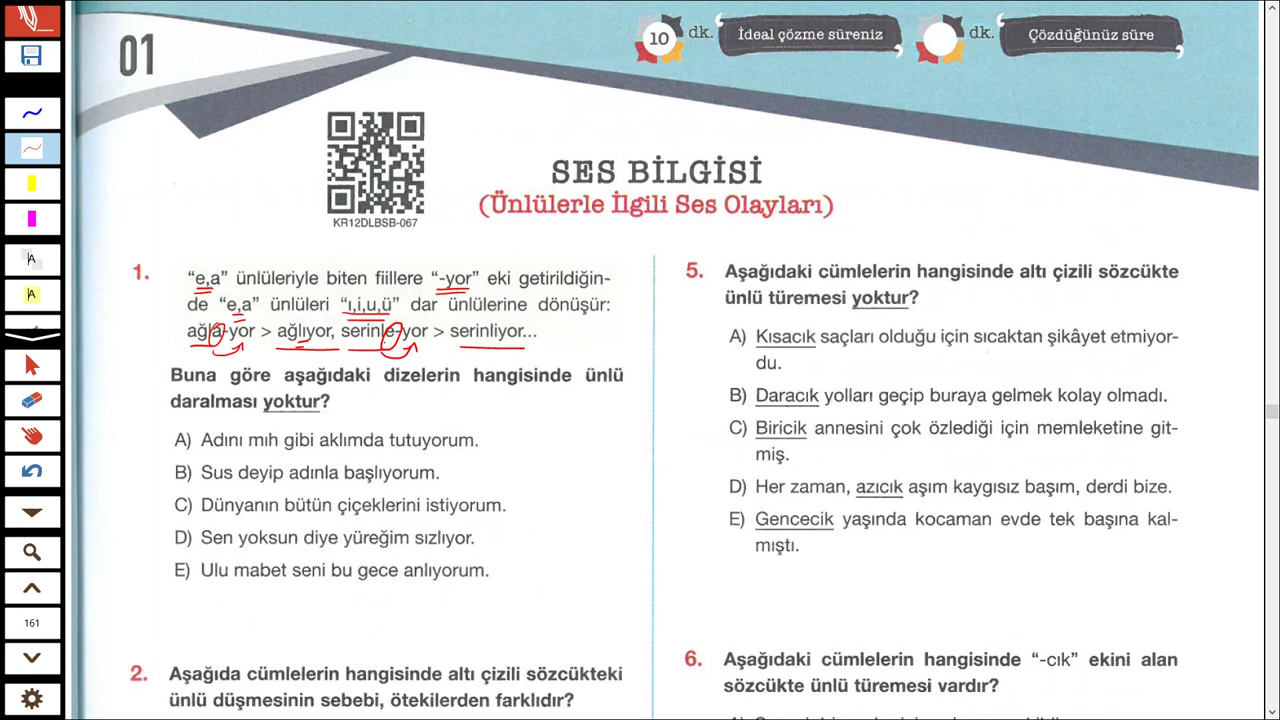 01
10 dk. İdeal çözme süreniz
dk. Çözdüğünüz süre
KR12DLBSB-067
SES BİLGİSİ
(Ünlülerle İlgili Ses Olayları)
1. "e,a" ünlüleriyle biten fiillere "-yor" eki getirildiğin-
de "e,a" ünlüleri "ı,i,u,ü" dar ünlülerine dönüşür:
ağla-yor > ağlıyor, serinle-yor > serinliyor...
Buna göre aşağıdaki dizelerin hangisinde ünlü
daralması yoktur?
A) Adını mıh gibi aklımda tutuyorum.
B) Sus deyip adınla başlıyorum.
C) Dünyanın bütün çiçeklerini istiyorum.
D) Sen yoksun diye yüreğim sızlıyor.
E) Ulu mabet seni bu gece anlıyorum.
2. Aşağıda cümlelerin hangisinde altı çizili sözcükteki
ünlü düşmesinin sebebi, ötekilerden farklıdır?
5. Aşağıdaki cümlelerin hangisinde altı çizili sözcükte
ünlü türemesi yoktur?
A) Kısacık saçları olduğu için sıcaktan şikâyet etmiyor-
du.
B) Daracık yolları geçip buraya gelmek kolay olmadı.
C) Biricik annesini çok özlediği için memleketine git-
miş.
D) Her zaman, azıcık aşım kaygısız başım, derdi bize.
E) Gencecik yaşında kocaman evde tek başına kal-
mıştı.
6. Aşağıdaki cümlelerin hangisinde "-cık" ekini alan
sözcükte ünlü türemesi vardır?
A
A
161